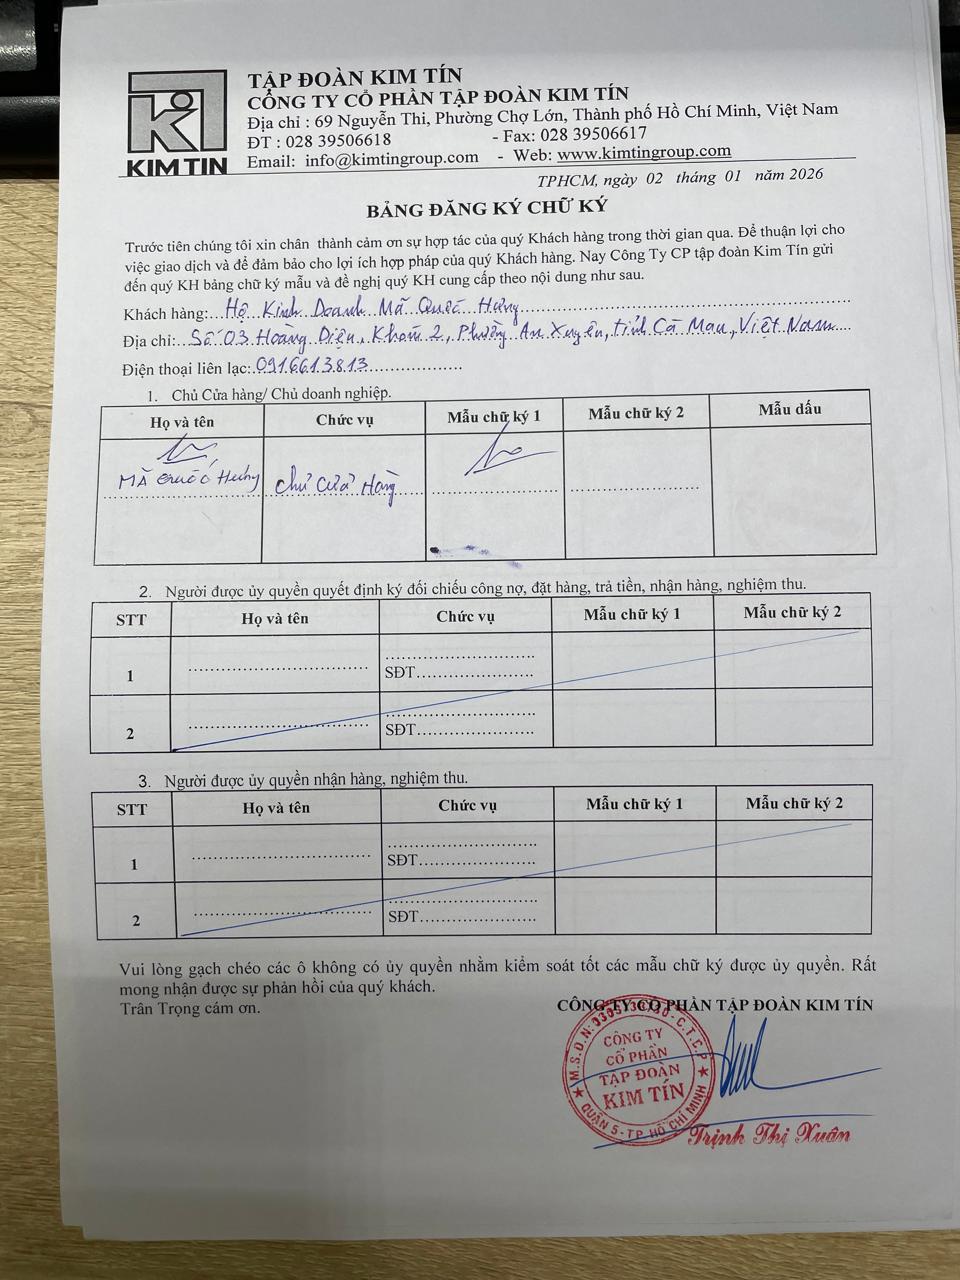 TẬP ĐOÀN KIM TÍN
CÔNG TY CỔ PHẦN TẬP ĐOÀN KIM TÍN
Địa chỉ : 69 Nguyễn Thi, Phường Chợ Lớn, Thành phố Hồ Chí Minh, Việt Nam
ĐT : 028 39506618 - Fax: 028 39506617
Email: info@kimtingroup.com - Web: www.kimtingroup.com
KIM TIN
TPHCM, ngày 02 tháng 01 năm 2026
BẢNG ĐĂNG KÝ CHỮ KÝ
Trước tiên chúng tôi xin chân thành cảm ơn sự hợp tác của quý Khách hàng trong thời gian qua. Để thuận lợi cho
việc giao dịch và để đảm bảo cho lợi ích hợp pháp của quý Khách hàng. Nay Công Ty CP tập đoàn Kim Tín gửi
đến quý KH bảng chữ ký mẫu và đề nghị quý KH cung cấp theo nội dung như sau.
Khách hàng: Hộ Kinh Doanh Mã Quốc Hưng
Địa chỉ: Số 03 Hoàng Diệu, Khóm 2, Phường An Xuyên, tỉnh Cà Mau, Việt Nam
Điện thoại liên lạc: 0916613813
1. Chủ Cửa hàng/ Chủ doanh nghiệp.
Họ và tên Chức vụ Mẫu chữ ký 1 Mẫu chữ ký 2 Mẫu dấu
Mã Quốc Hưng Chủ Cửa Hàng
2. Người được ủy quyền quyết định ký đối chiếu công nợ, đặt hàng, trả tiền, nhận hàng, nghiệm thu.
STT Họ và tên Chức vụ Mẫu chữ ký 1 Mẫu chữ ký 2
1 SĐT
2 SĐT
3. Người được ủy quyền nhận hàng, nghiệm thu.
STT Họ và tên Chức vụ Mẫu chữ ký 1 Mẫu chữ ký 2
1 SĐT
2 SĐT
Vui lòng gạch chéo các ô không có ủy quyền nhằm kiểm soát tốt các mẫu chữ ký được ủy quyền. Rất
mong nhận được sự phản hồi của quý khách.
Trân Trọng cám ơn.
CÔNG TY CỔ PHẦN TẬP ĐOÀN KIM TÍN
CÔNG TY
CỔ PHẦN
TẬP ĐOÀN
KIM TÍN
QUẬN 5 - TP HỒ CHÍ MINH
Trịnh Thị Xuân